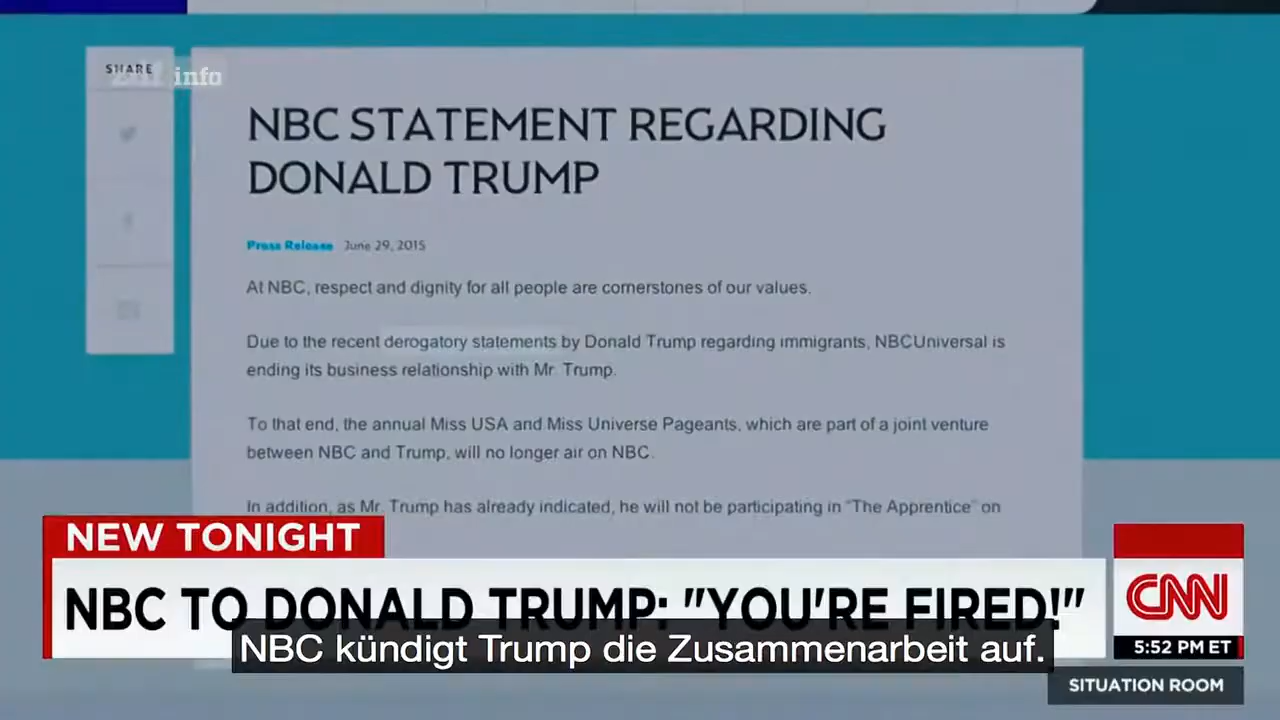 SHARE
zdf info
NBC STATEMENT REGARDING
DONALD TRUMP
Press Release June 29, 2015
At NBC, respect and dignity for all people are cornerstones of our values.
Due to the recent derogatory statements by Donald Trump regarding immigrants, NBCUniversal is
ending its business relationship with Mr. Trump.
To that end, the annual Miss USA and Miss Universe Pageants, which are part of a joint venture
between NBC and Trump, will no longer air on NBC.
In addition, as Mr. Trump has already indicated, he will not be participating in "The Apprentice" on
NEW TONIGHT
NBC TO DONALD TRUMP: "YOU'RE FIRED!"
CNN
NBC kündigt Trump die Zusammenarbeit auf.
5:52 PM ET
SITUATION ROOM